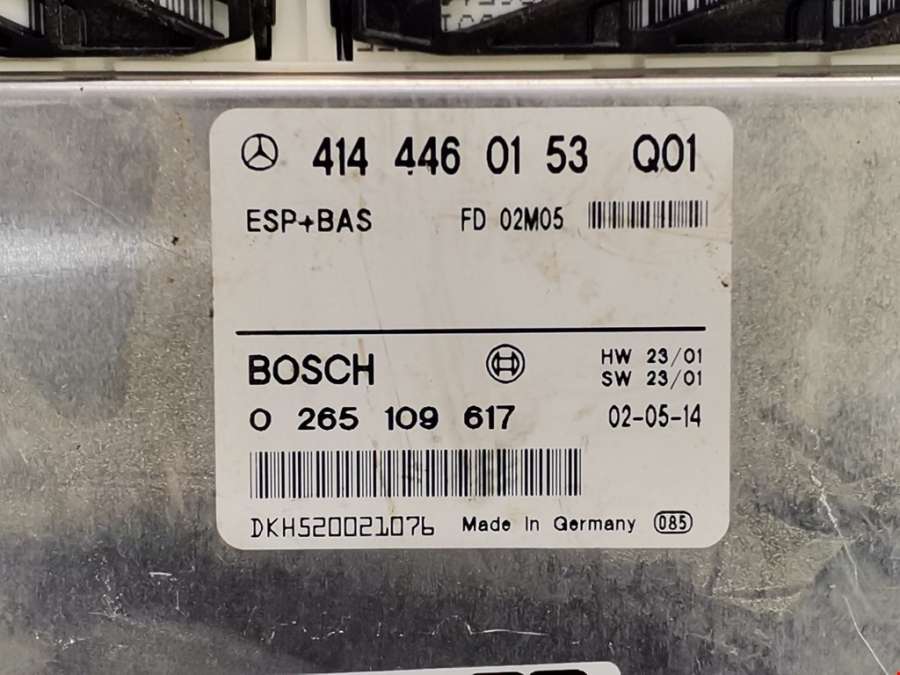 414 446 01 53 Q01
ESP+BAS FD 02M05
BOSCH HW 23/01
SW 23/01
0 265 109 617 02-05-14
DKHS20021076 Made in Germany 085